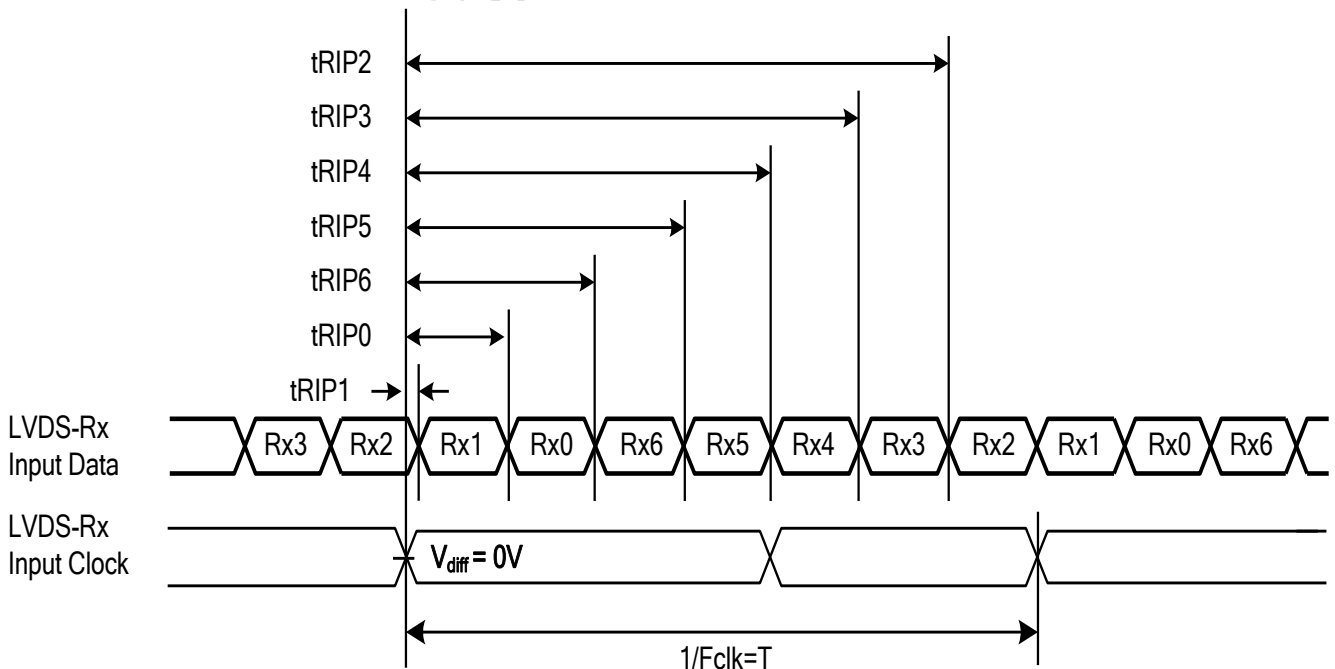 tRIP2
tRIP3
tRIP4
tRIP5
tRIP6
tRIP0
tRIP1
LVDS-Rx
Input Data
Rx3 Rx2 Rx1 Rx0 Rx6 Rx5 Rx4 Rx3 Rx2 Rx1 Rx0 Rx6
LVDS-Rx
Input Clock
Vdiff = 0V
1/Fclk=T